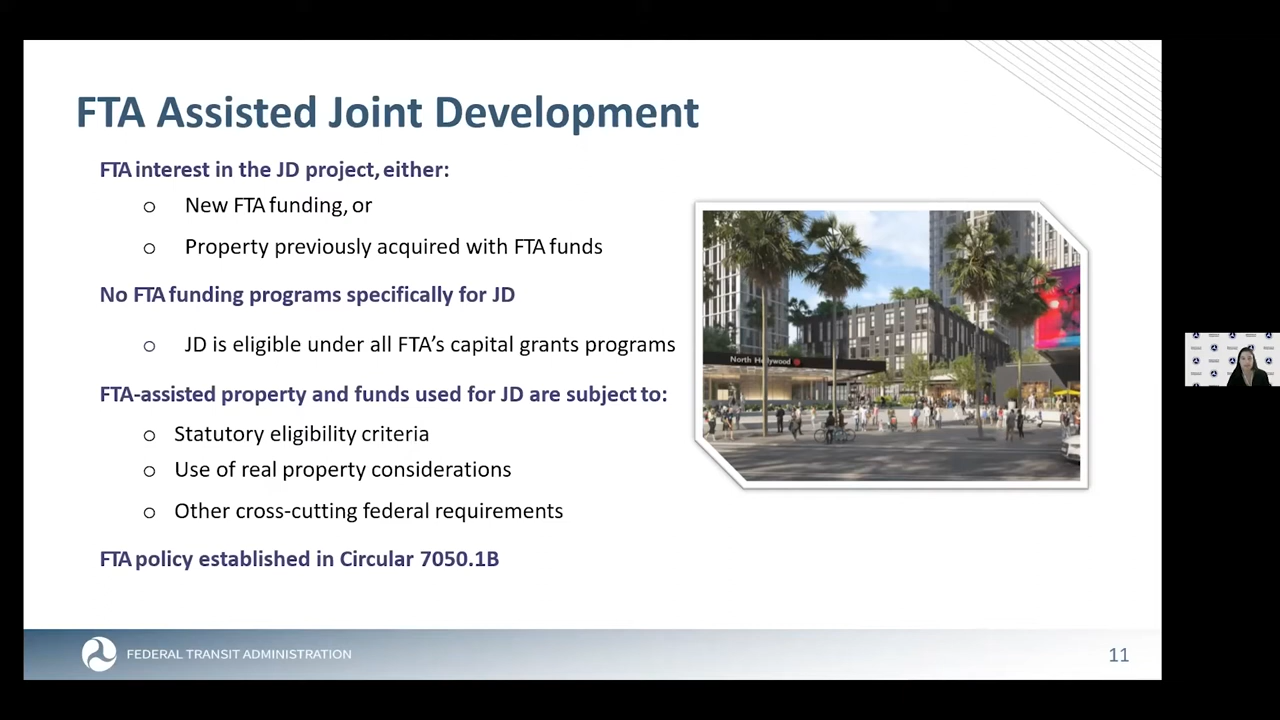 FTA Assisted Joint Development
FTA interest in the JD project, either:
o New FTA funding, or
o Property previously acquired with FTA funds
No FTA funding programs specifically for JD
o JD is eligible under all FTA's capital grants programs
FTA-assisted property and funds used for JD are subject to:
o Statutory eligibility criteria
o Use of real property considerations
o Other cross-cutting federal requirements
FTA policy established in Circular 7050.1B
North Hollywood
FEDERAL TRANSIT ADMINISTRATION
11